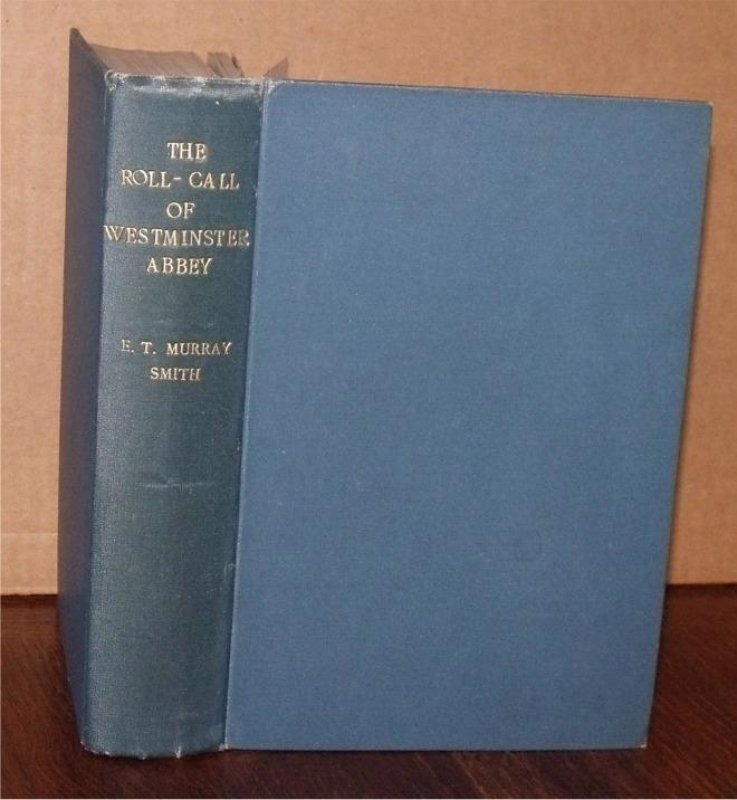 THE
ROLL-CALL
OF
WESTMINSTER
ABBEY
E. T. MURRAY
SMITH